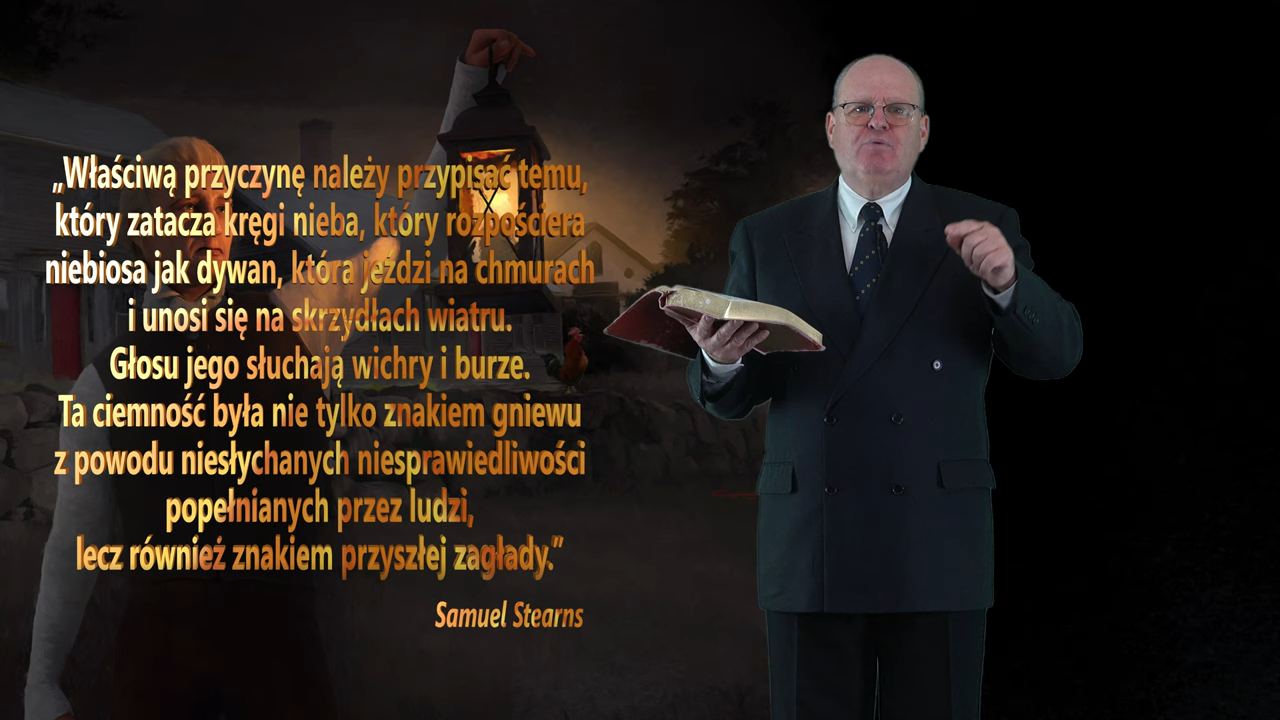 „Właściwą przyczynę należy przypisać temu,
który zatacza kręgi nieba, który rozpościera
niebiosa jak dywan, która jeździ na chmurach
i unosi się na skrzydłach wiatru.
Głosu jego słuchają wichry i burze.
Ta ciemność była nie tylko znakiem gniewu
z powodu niesłychanych niesprawiedliwości
popełnianych przez ludzi,
lecz również znakiem przyszłej zagłady.”
Samuel Stearns